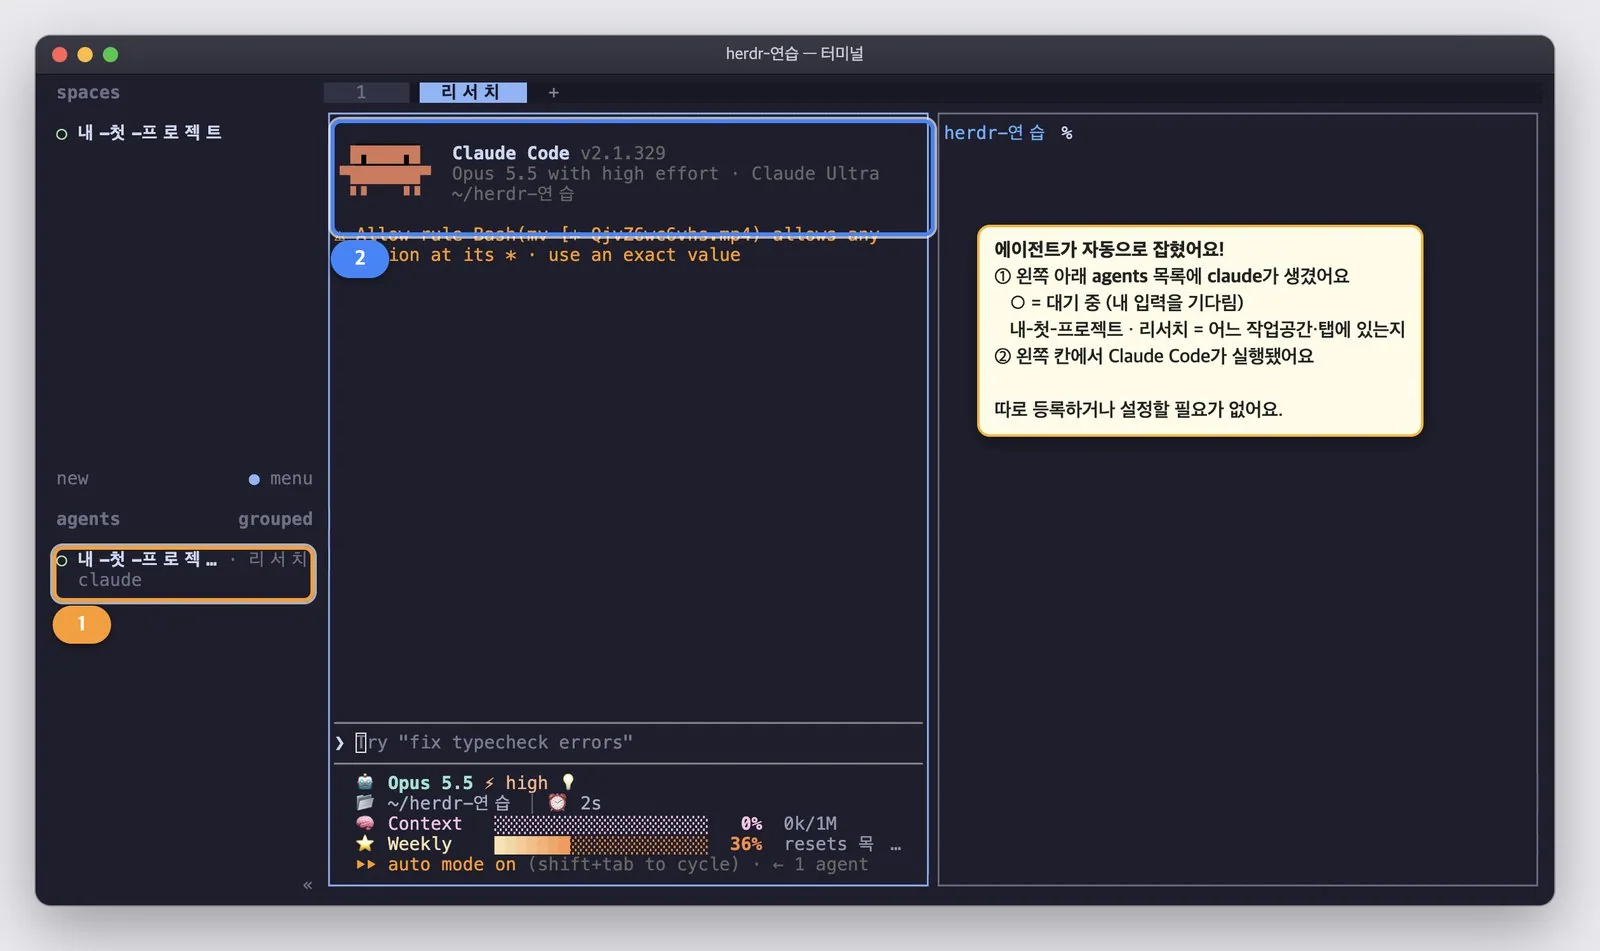 herdr-연습 — 터미널
spaces
1
리서치
+
내-첫-프로젝트
Claude Code v2.1.329
Opus 5.5 with high effort · Claude Ultra
~/herdr-연습
Allow rule Bash(mv [* QjvZ6wc6vhs.mp4) allows any
ion at its * · use an exact value
2
herdr-연습 %
에이전트가 자동으로 잡혔어요!
① 왼쪽 아래 agents 목록에 claude가 생겼어요
○ = 대기 중 (내 입력을 기다림)
내-첫-프로젝트 · 리서치 = 어느 작업공간·탭에 있는지
② 왼쪽 칸에서 Claude Code가 실행됐어요
따로 등록하거나 설정할 필요가 없어요.
new
● menu
agents
grouped
내-첫-프로젝… · 리서치
claude
1
❯ Try "fix typecheck errors"
Opus 5.5 ⚡ high 💡
~/herdr-연습 │ ⏰ 2s
Context 0% 0k/1M
Weekly 36% resets 목 …
▸▸ auto mode on (shift+tab to cycle) · ← 1 agent
«